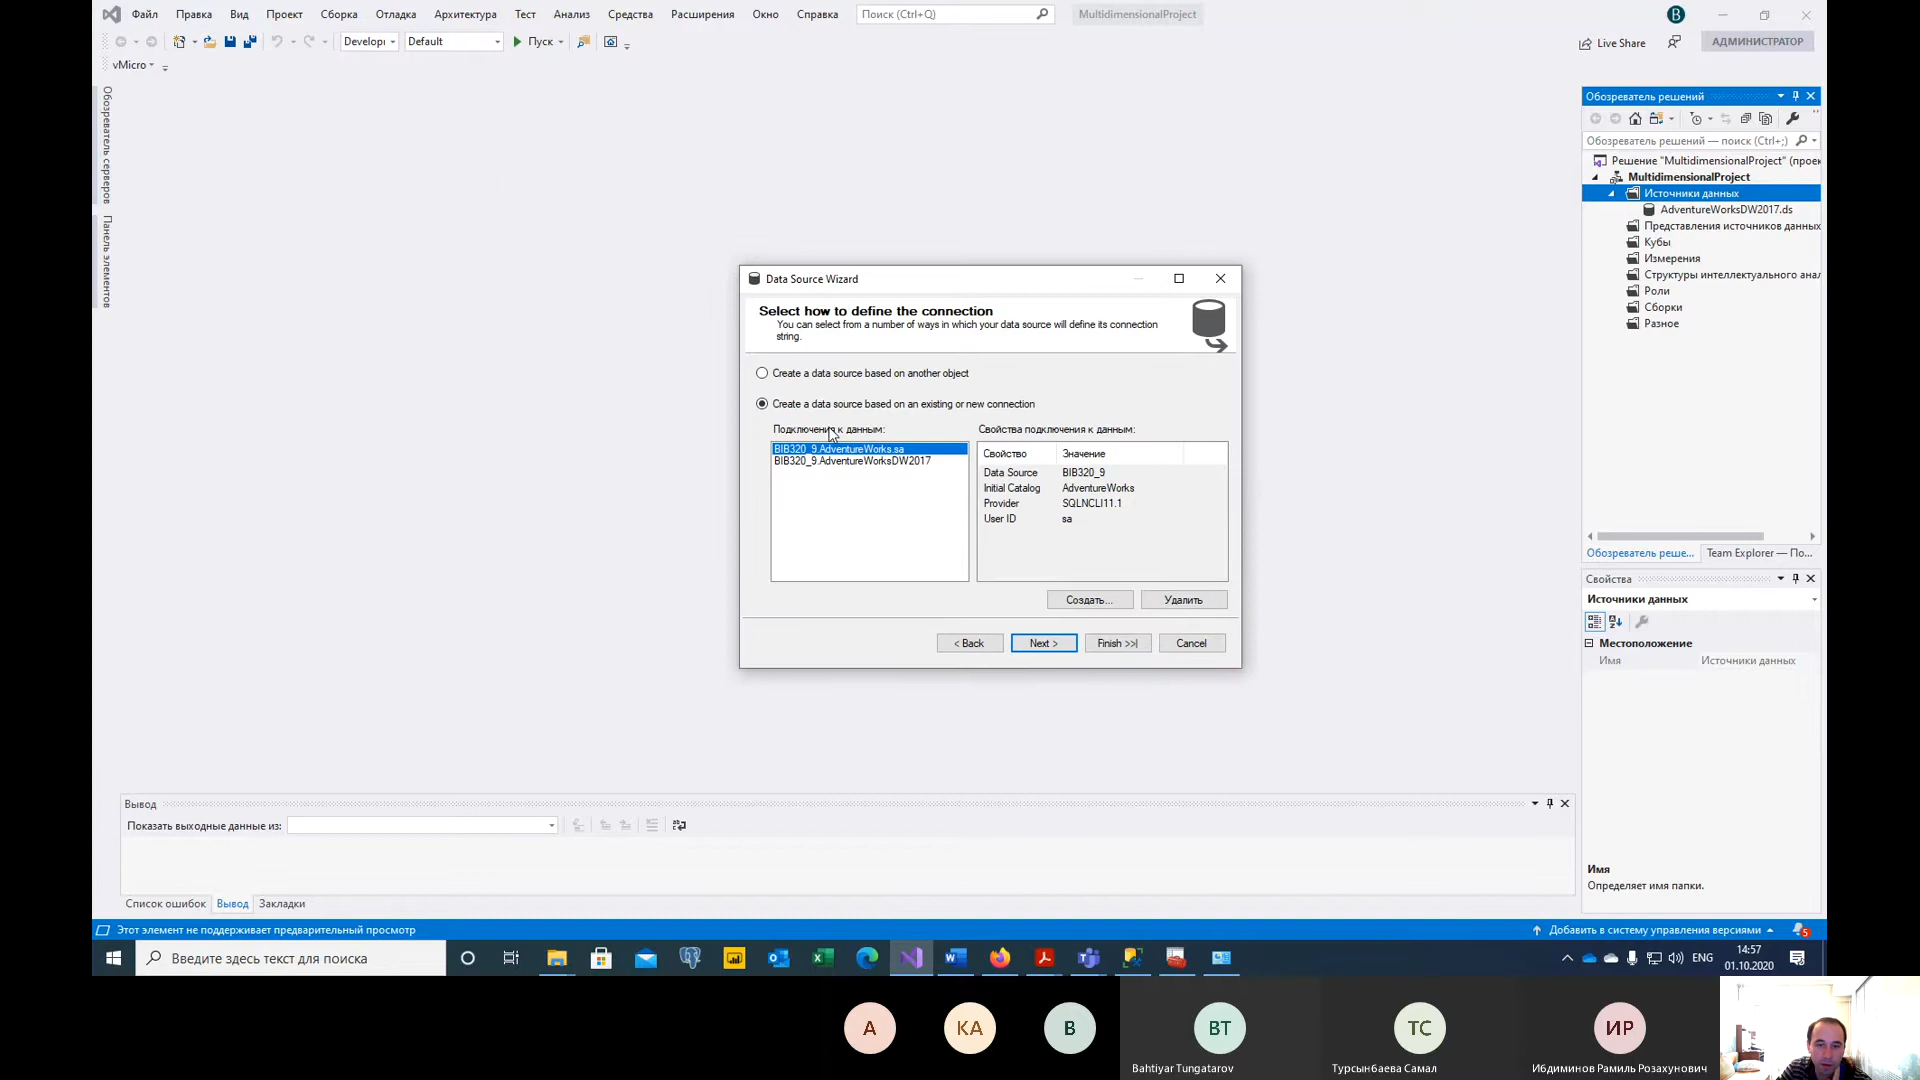 Файл Правка Вид Проект Сборка Отладка Архитектура Тест Анализ Средства Расширения Окно Справка Поиск (Ctrl+Q) MultidimensionalProject B
Developı Default Пуск Live Share АДМИНИСТРАТОР
vMicro
Обозреватель серверов
Панель элементов
Обозреватель решений
Обозреватель решений — поиск (Ctrl+;)
Решение "MultidimensionalProject" (проек
MultidimensionalProject
Источники данных
AdventureWorksDW2017.ds
Представления источников данных
Кубы
Измерения
Структуры интеллектуального анал
Роли
Сборки
Разное
Обозреватель реше... Team Explorer — По...
Data Source Wizard
Select how to define the connection
You can select from a number of ways in which your data source will define its connection
string.
Create a data source based on another object
Create a data source based on an existing or new connection
Подключения к данным: Свойства подключения к данным:
BIB320_9.AdventureWorks.sa
BIB320_9.AdventureWorksDW2017
Свойство Значение
Data Source BIB320_9
Initial Catalog AdventureWorks
Provider SQLNCLI11.1
User ID sa
Создать... Удалить
< Back Next > Finish >>| Cancel
Свойства
Источники данных
Местоположение
Имя Источники данных
Имя
Определяет имя папки.
Вывод
Показать выходные данные из:
Список ошибок Вывод Закладки
Этот элемент не поддерживает предварительный просмотр Добавить в систему управления версиями 5
Введите здесь текст для поиска ENG 14:57
01.10.2020
A KA B BT TC ИР
Bahtiyar Tungatarov Турсынбаева Самал Ибдиминов Рамиль Розахунович